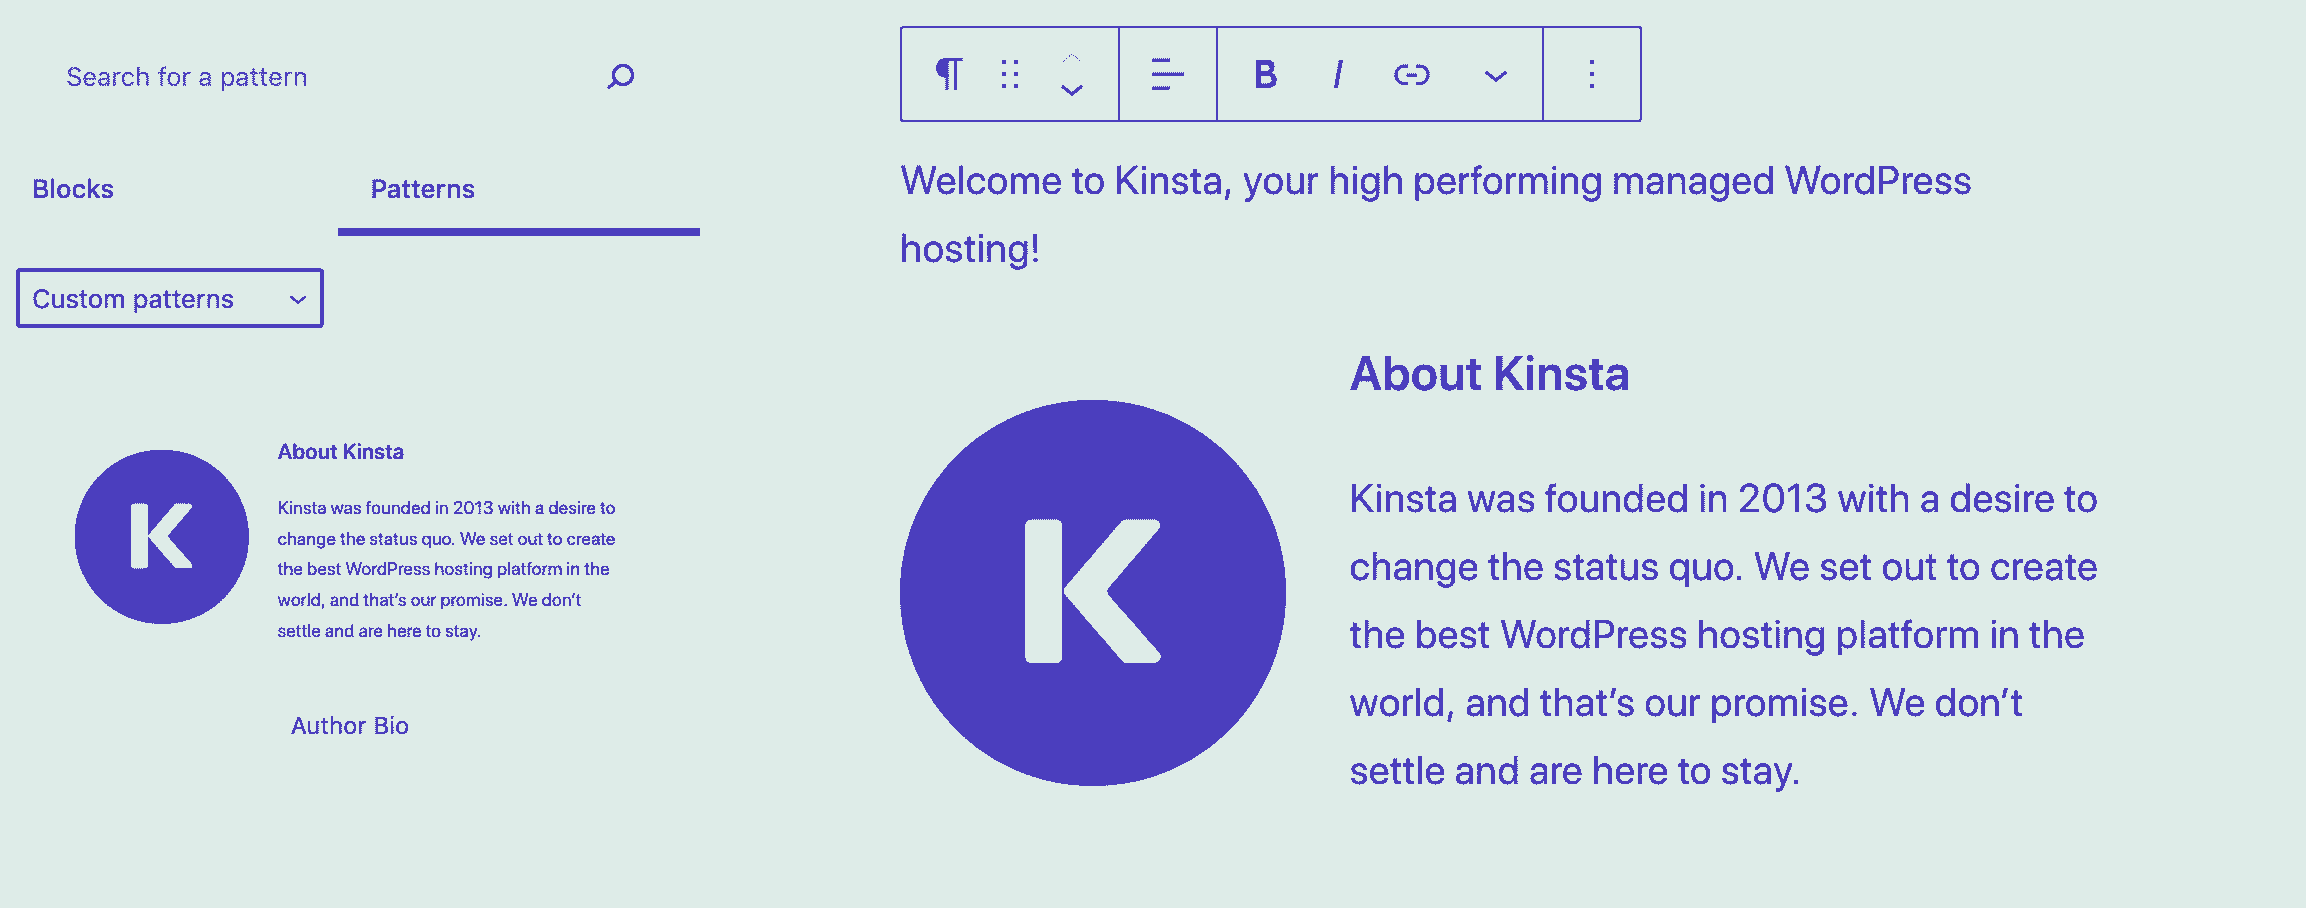 Search for a pattern
Blocks
Patterns
Custom patterns
K
About Kinsta
Kinsta was founded in 2013 with a desire to
change the status quo. We set out to create
the best WordPress hosting platform in the
world, and that’s our promise. We don’t
settle and are here to stay.
Author Bio
¶
B
I
Welcome to Kinsta, your high performing managed WordPress
hosting!
K
About Kinsta
Kinsta was founded in 2013 with a desire to
change the status quo. We set out to create
the best WordPress hosting platform in the
world, and that’s our promise. We don’t
settle and are here to stay.